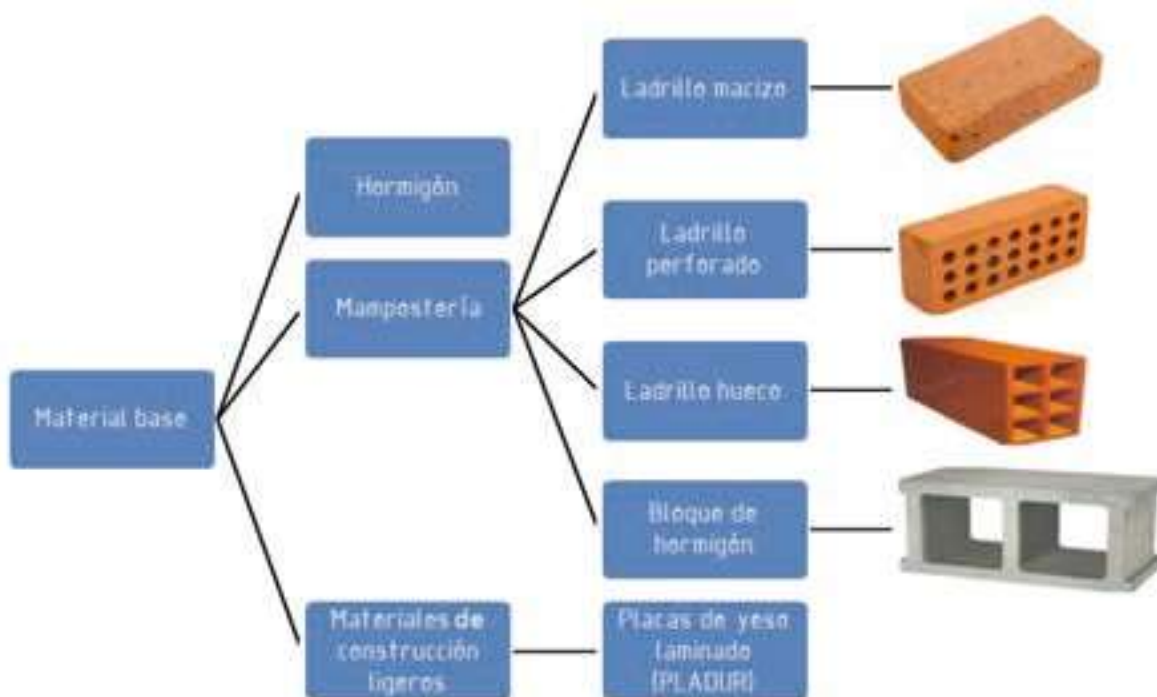 Ladrillo macizo
Hormigón
Ladrillo
perforado
Mampostería
Material base
Ladrillo hueco
Bloque de
hormigón
Materiales de
construcción
ligeros
Placas de yeso
laminado
(PLADUR)